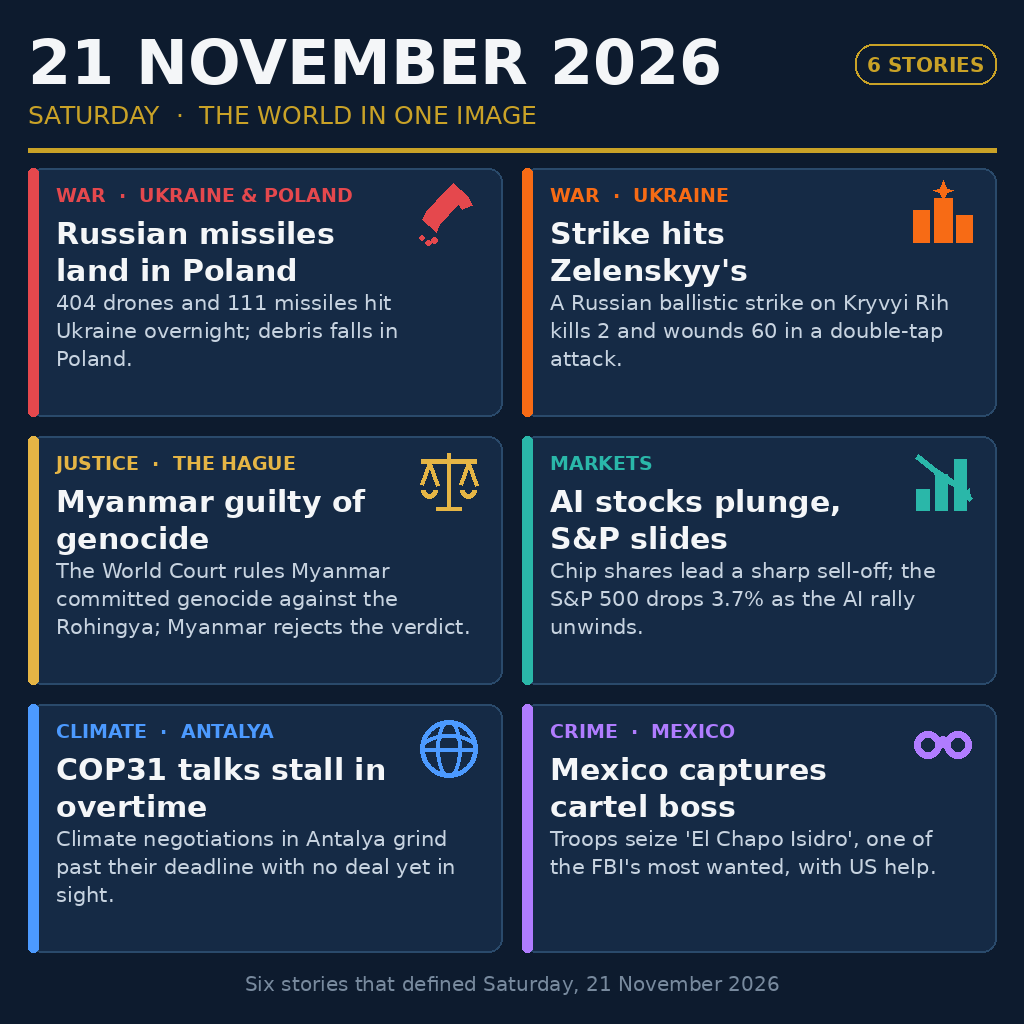 21 NOVEMBER 2026
6 STORIES
SATURDAY · THE WORLD IN ONE IMAGE
WAR · UKRAINE & POLAND
Russian missiles
land in Poland
404 drones and 111 missiles hit
Ukraine overnight; debris falls in
Poland.
WAR · UKRAINE
Strike hits
Zelenskyy's
A Russian ballistic strike on Kryvyi Rih
kills 2 and wounds 60 in a double-tap
attack.
JUSTICE · THE HAGUE
Myanmar guilty of
genocide
The World Court rules Myanmar
committed genocide against the
Rohingya; Myanmar rejects the verdict.
MARKETS
AI stocks plunge,
S&P slides
Chip shares lead a sharp sell-off; the
S&P 500 drops 3.7% as the AI rally
unwinds.
CLIMATE · ANTALYA
COP31 talks stall in
overtime
Climate negotiations in Antalya grind
past their deadline with no deal yet in
sight.
CRIME · MEXICO
Mexico captures
cartel boss
Troops seize 'El Chapo Isidro', one of
the FBI's most wanted, with US help.
Six stories that defined Saturday, 21 November 2026